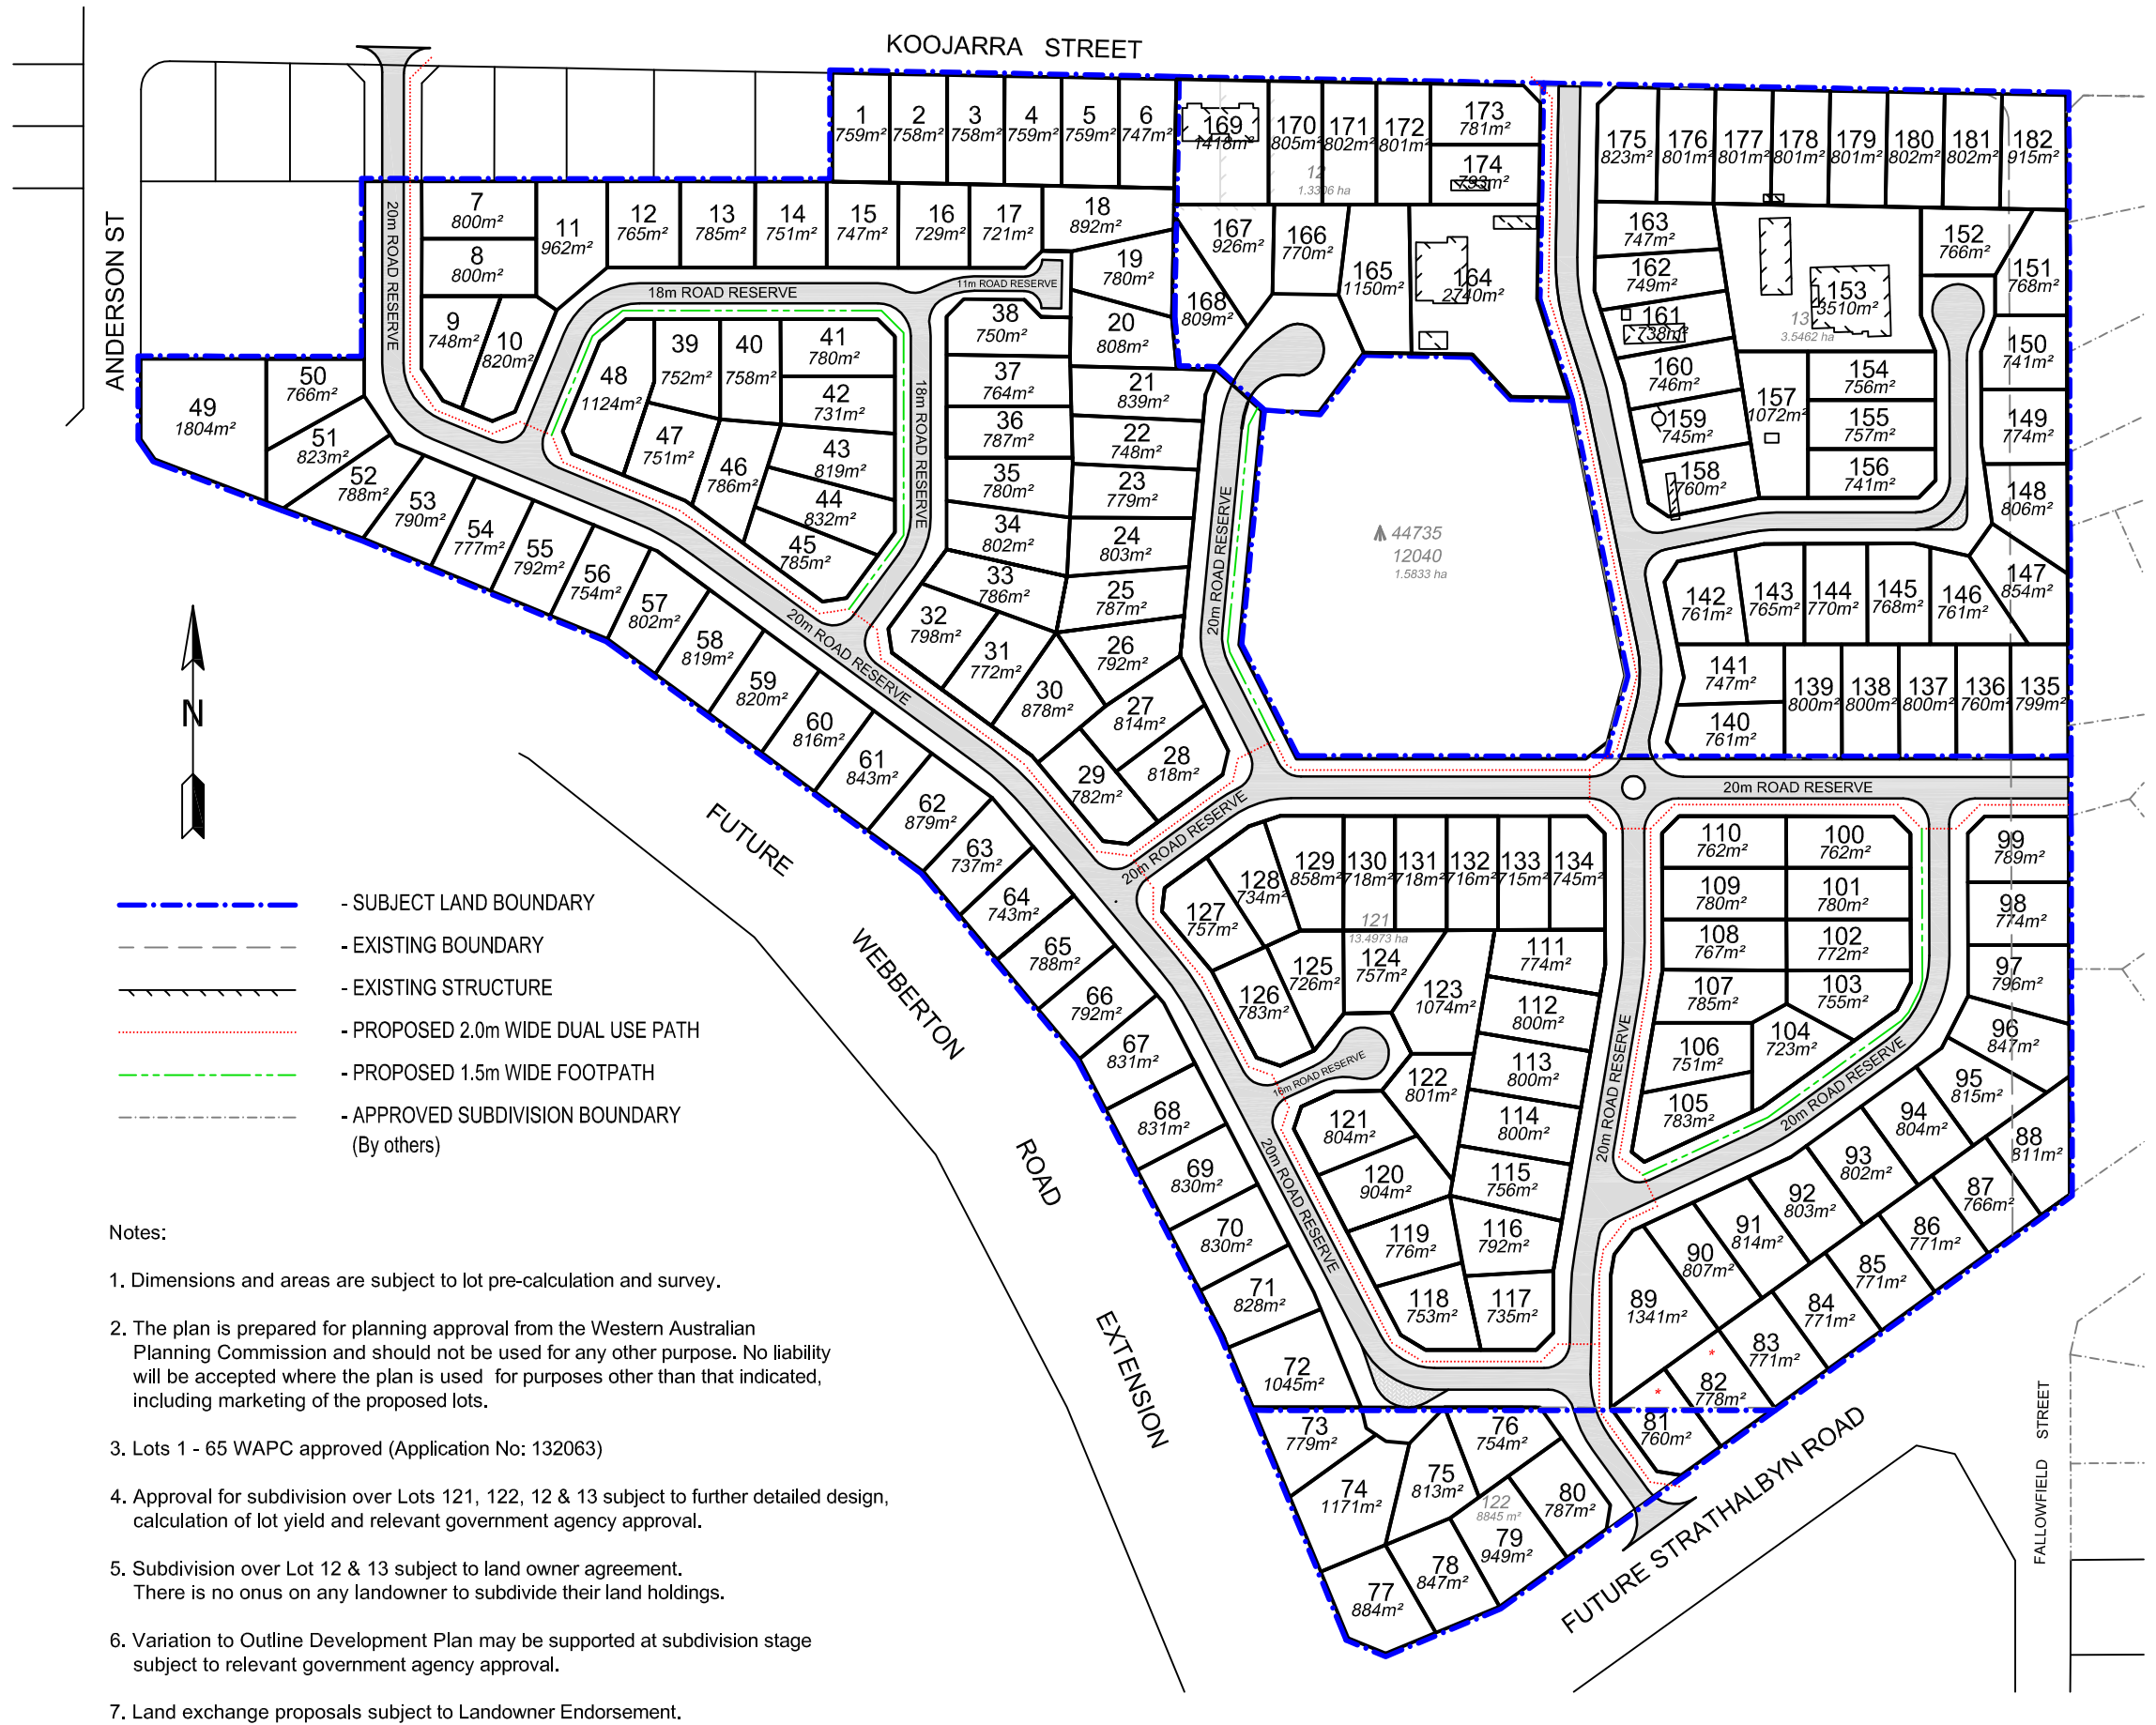 KOOJARRA STREET
ANDERSON ST
1
759m²
2
758m²
3
758m²
4
759m²
5
759m²
6
747m²
169
1418m²
170
805m²
171
802m²
172
801m²
173
781m²
174
793m²
12
1.3306 ha
175
823m²
176
801m²
177
801m²
178
801m²
179
801m²
180
802m²
181
802m²
182
915m²
7
800m²
8
800m²
9
748m²
10
820m²
11
962m²
12
765m²
13
785m²
14
751m²
15
747m²
16
729m²
17
721m²
18
892m²
19
780m²
20
808m²
21
839m²
22
748m²
23
779m²
24
803m²
25
787m²
26
792m²
27
814m²
28
818m²
29
782m²
30
878m²
31
772m²
32
798m²
33
786m²
34
802m²
35
780m²
36
787m²
37
764m²
38
750m²
39
752m²
40
758m²
41
780m²
42
731m²
43
819m²
44
832m²
45
785m²
46
786m²
47
751m²
48
1124m²
49
1804m²
50
766m²
51
823m²
52
788m²
53
790m²
54
777m²
55
792m²
56
754m²
57
802m²
58
819m²
59
820m²
60
816m²
61
843m²
62
879m²
63
737m²
64
743m²
65
788m²
66
792m²
67
831m²
68
831m²
69
830m²
70
830m²
71
828m²
72
1045m²
73
779m²
74
1171m²
75
813m²
76
754m²
77
884m²
78
847m²
79
949m²
80
787m²
122
8845 m²
81
760m²
82
778m²
83
771m²
84
771m²
85
771m²
86
771m²
87
766m²
88
811m²
89
1341m²
90
807m²
91
814m²
92
803m²
93
802m²
94
804m²
95
815m²
96
847m²
97
796m²
98
774m²
99
789m²
100
762m²
101
780m²
102
772m²
103
755m²
104
723m²
105
783m²
106
751m²
107
785m²
108
767m²
109
780m²
110
762m²
111
774m²
112
800m²
113
800m²
114
800m²
115
756m²
116
792m²
117
735m²
118
753m²
119
776m²
120
904m²
121
804m²
122
801m²
123
1074m²
124
757m²
125
726m²
126
783m²
127
757m²
128
734m²
129
858m²
130
718m²
131
718m²
132
716m²
133
715m²
134
745m²
121
13.4973 ha
135
799m²
136
760m²
137
800m²
138
800m²
139
800m²
140
761m²
141
747m²
142
761m²
143
765m²
144
770m²
145
768m²
146
761m²
147
854m²
148
806m²
149
774m²
150
741m²
151
768m²
152
766m²
153
3510m²
13
3.5462 ha
154
756m²
155
757m²
156
741m²
157
1072m²
158
760m²
159
745m²
160
746m²
161
738m²
162
749m²
163
747m²
164
2740m²
165
1150m²
166
770m²
167
926m²
168
809m²
44735
12040
1.5833 ha
20m ROAD RESERVE
18m ROAD RESERVE
11m ROAD RESERVE
18m ROAD RESERVE
20m ROAD RESERVE
20m ROAD RESERVE
20m ROAD RESERVE
20m ROAD RESERVE
20m ROAD RESERVE
20m ROAD RESERVE
16m ROAD RESERVE
20m ROAD RESERVE
20m ROAD RESERVE
*
*
N
FUTURE WEBBERTON ROAD EXTENSION
FUTURE STRATHALBYN ROAD
FALLOWFIELD STREET
- SUBJECT LAND BOUNDARY
- EXISTING BOUNDARY
- EXISTING STRUCTURE
- PROPOSED 2.0m WIDE DUAL USE PATH
- PROPOSED 1.5m WIDE FOOTPATH
- APPROVED SUBDIVISION BOUNDARY
(By others)
Notes:
1. Dimensions and areas are subject to lot pre-calculation and survey.
2. The plan is prepared for planning approval from the Western Australian
Planning Commission and should not be used for any other purpose. No liability
will be accepted where the plan is used for purposes other than that indicated,
including marketing of the proposed lots.
3. Lots 1 - 65 WAPC approved (Application No: 132063)
4. Approval for subdivision over Lots 121, 122, 12 & 13 subject to further detailed design,
calculation of lot yield and relevant government agency approval.
5. Subdivision over Lot 12 & 13 subject to land owner agreement.
There is no onus on any landowner to subdivide their land holdings.
6. Variation to Outline Development Plan may be supported at subdivision stage
subject to relevant government agency approval.
7. Land exchange proposals subject to Landowner Endorsement.